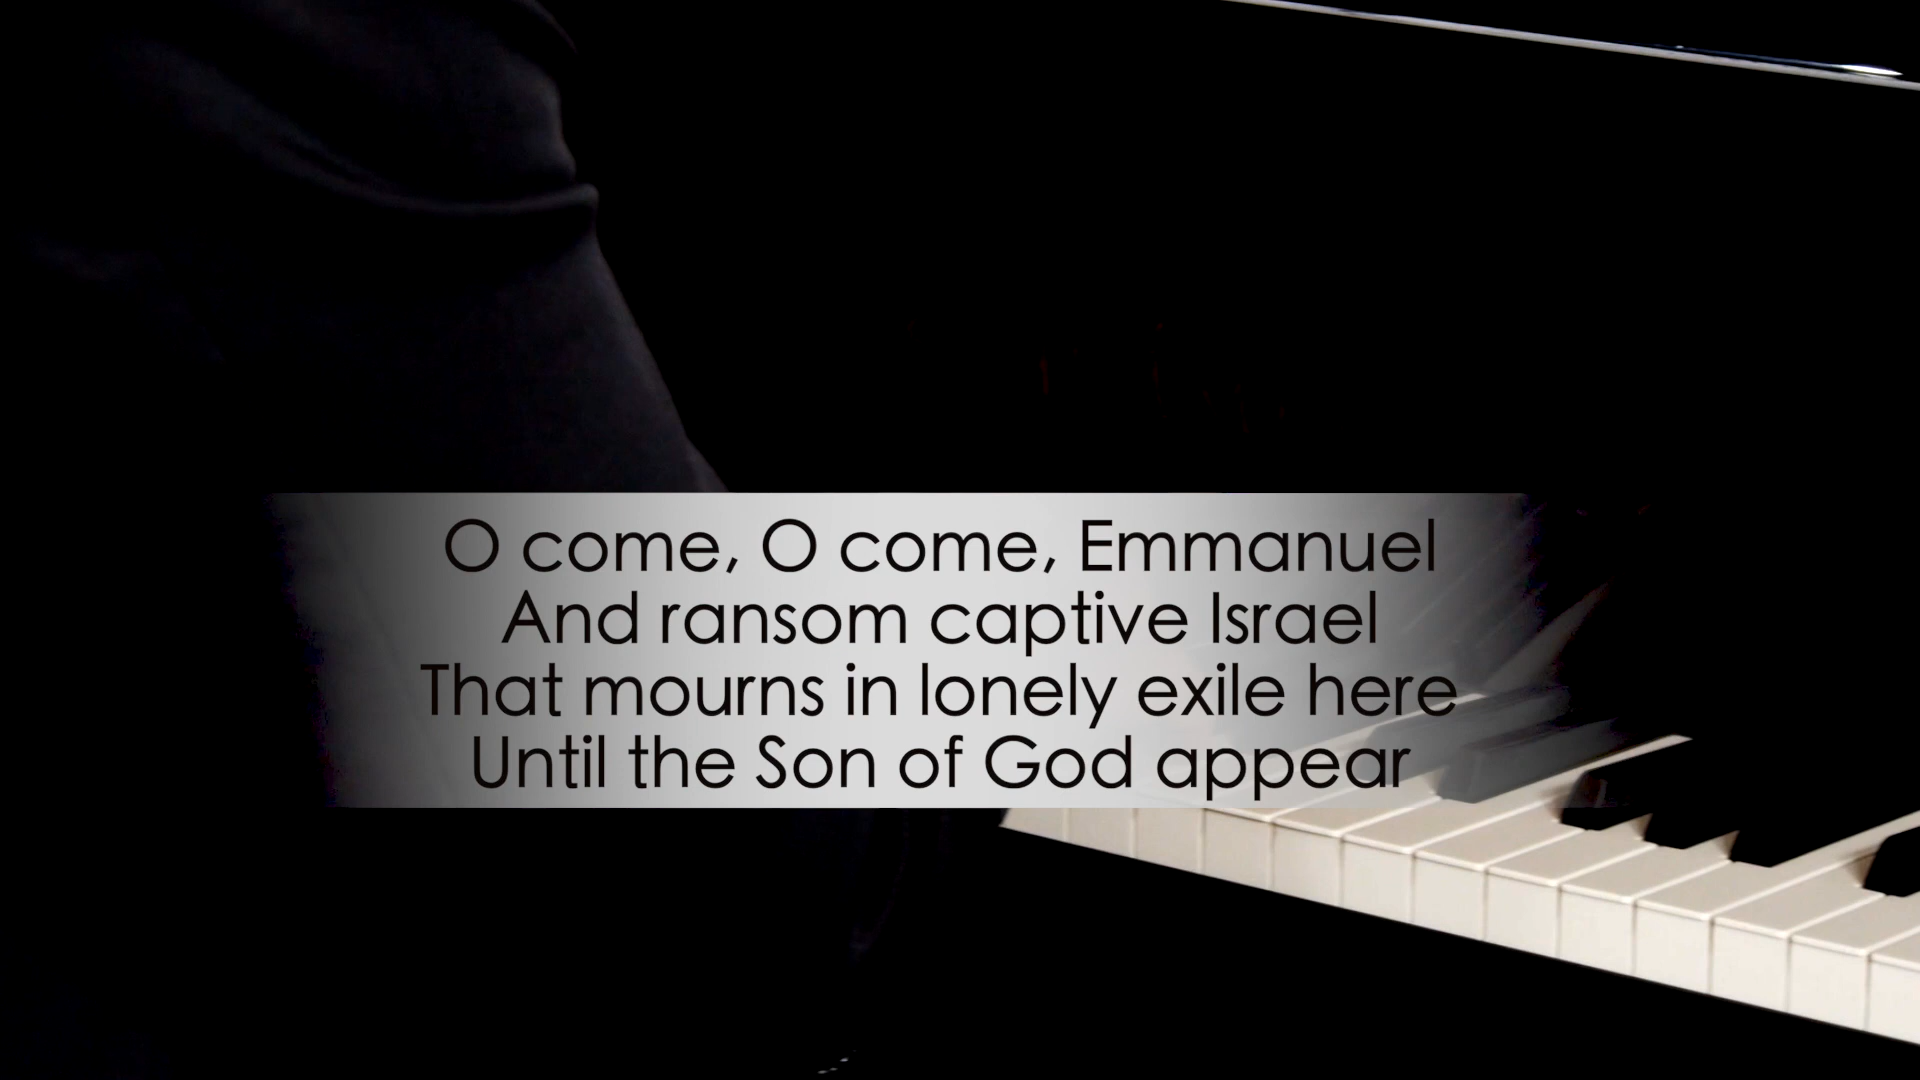 O come, O come, Emmanuel
And ransom captive Israel
That mourns in lonely exile here
Until the Son of God appear